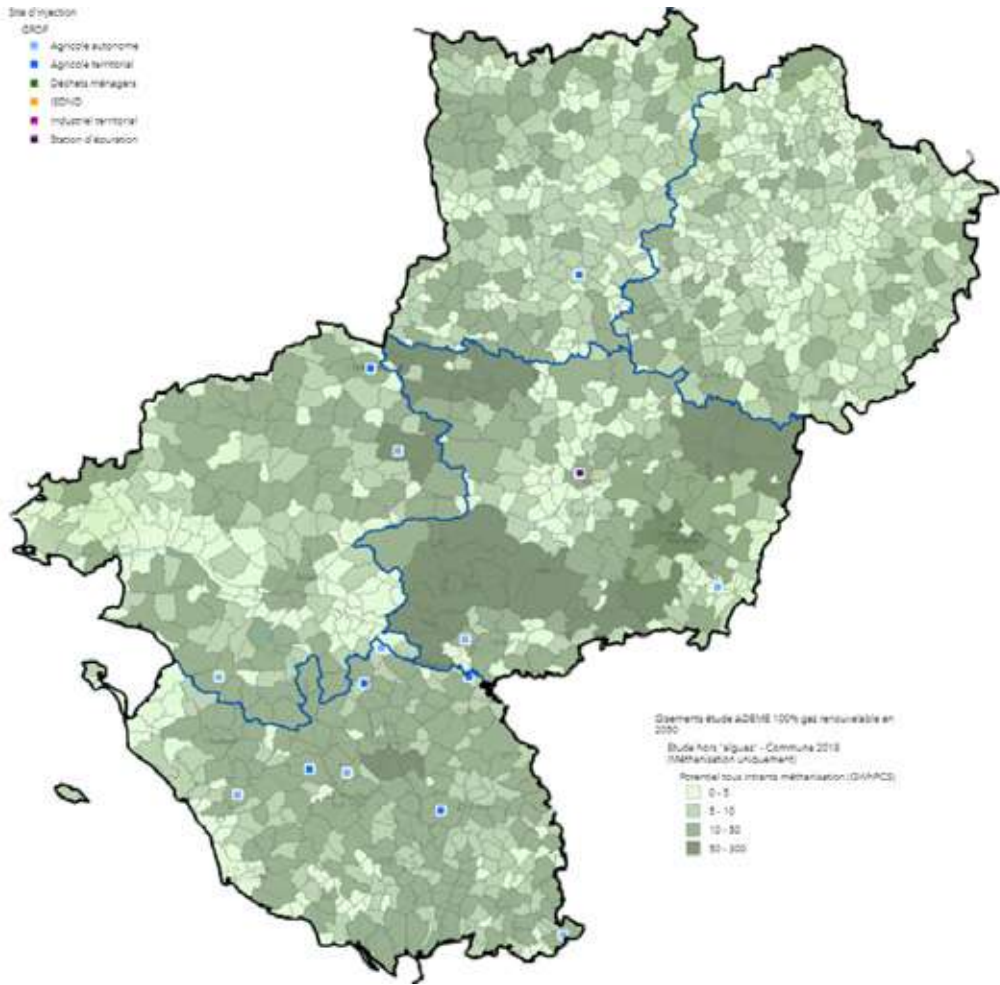 Site d'injection
GRDF
Agricole autonome
Agricole territorial
Déchets ménagers
ISDND
Industriel territorial
Station d'épuration
Gisements étude ADEME 100% gaz renouvelable en
2050
Etude hors "algues" - Commune 2018
(Méthanisation uniquement)
Potentiel tous intrants méthanisation (GWhPCS)
0 - 5
5 - 10
10 - 50
50 - 300